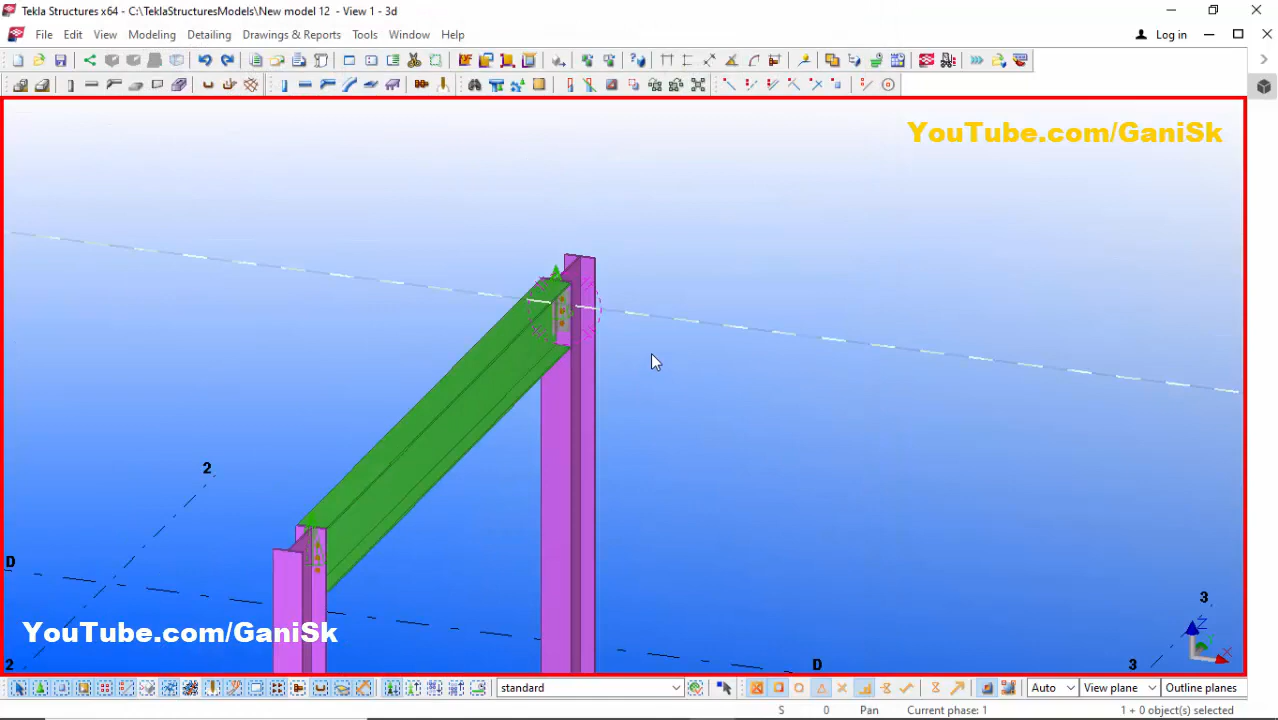 Tekla Structures x64 - C:\TeklaStructuresModels\New model 12 - View 1 - 3d
File Edit View Modeling Detailing Drawings & Reports Tools Window Help Log in
YouTube.com/GaniSk
2
D
YouTube.com/GaniSk
3
Z
Y
X
2 D 3
standard Auto View plane Outline planes
S 0 Pan Current phase: 1 1 + 0 object(s) selected